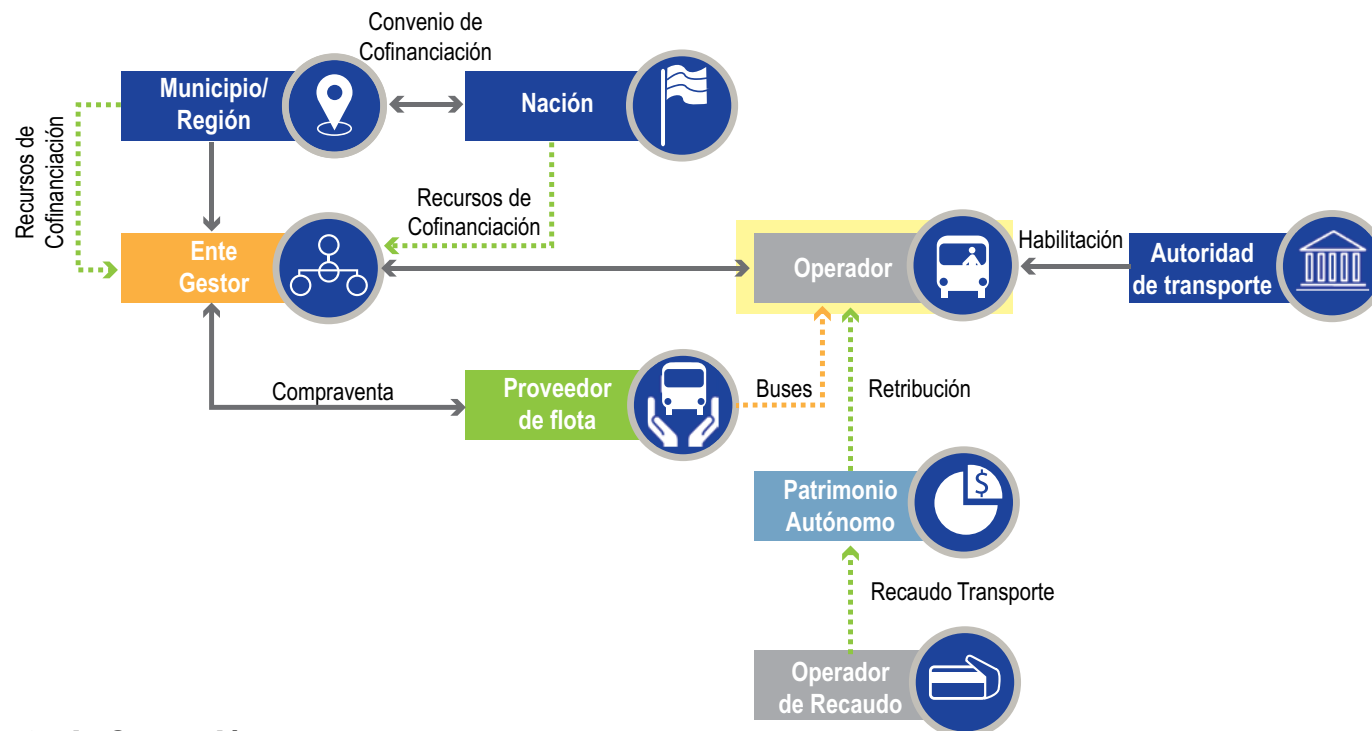 Convenio de
Cofinanciación
Municipio/
Región
Nación
Recursos de
Cofinanciación
Recursos de
Cofinanciación
Ente
Gestor
Operador
Habilitación
Autoridad
de transporte
Compraventa
Proveedor
de flota
Buses
Retribución
Patrimonio
Autónomo
Recaudo Transporte
Operador
de Recaudo